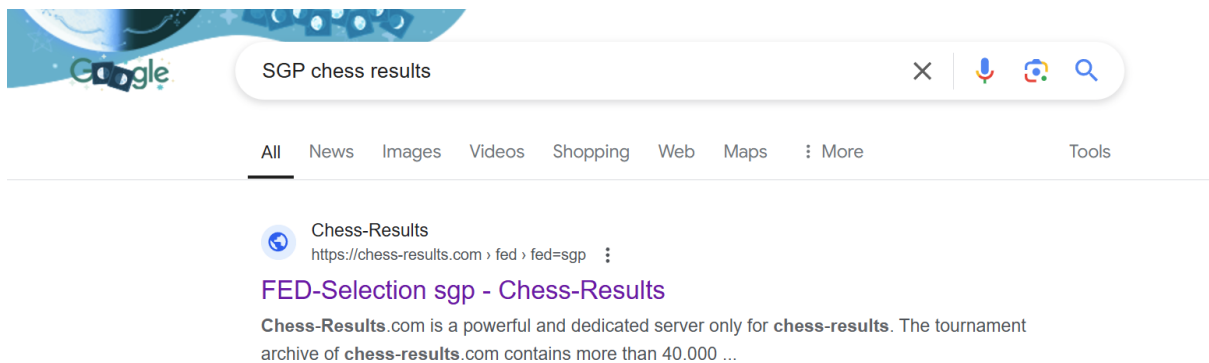 Google
SGP chess results
All News Images Videos Shopping Web Maps More Tools
Chess-Results
https://chess-results.com › fed › fed=sgp
FED-Selection sgp - Chess-Results
Chess-Results.com is a powerful and dedicated server only for chess-results. The tournament
archive of chess-results.com contains more than 40,000 ...